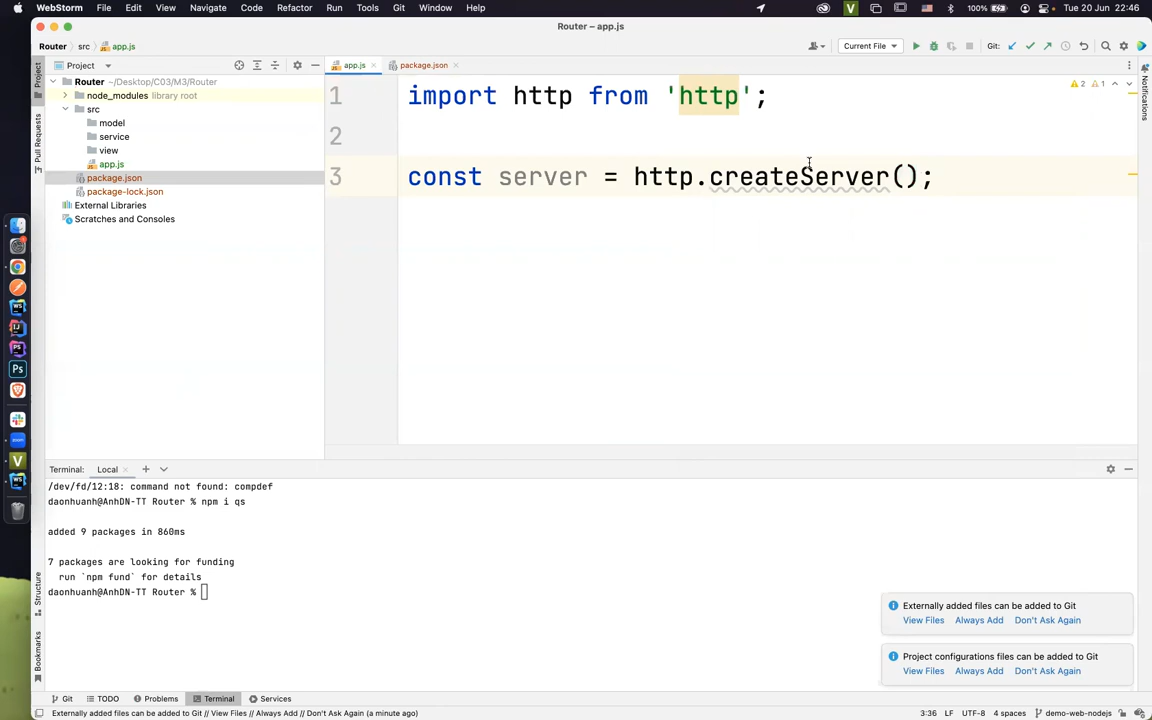 WebStorm File Edit View Navigate Code Refactor Run Tools Git Window Help 100% Tue 20 Jun 22:46
Router – app.js
Router src app.js Current File Git:
Project app.js package.json
Router ~/Desktop/C03/M3/Router
node_modules library root
src
model
service
view
app.js
package.json
package-lock.json
External Libraries
Scratches and Consoles
Project
Pull Requests
Structure
Bookmarks
Notifications
2 1
1 import http from 'http';
2
3 const server = http.createServer();
Terminal: Local
/dev/fd/12:18: command not found: compdef
daonhuanh@AnhDN-TT Router % npm i qs
added 9 packages in 860ms
7 packages are looking for funding
run `npm fund` for details
daonhuanh@AnhDN-TT Router %
Externally added files can be added to Git
View Files Always Add Don't Ask Again
Project configurations files can be added to Git
View Files Always Add Don't Ask Again
Git TODO Problems Terminal Services
Externally added files can be added to Git // View Files // Always Add // Don't Ask Again (a minute ago) 3:36 LF UTF-8 4 spaces demo-web-nodejs